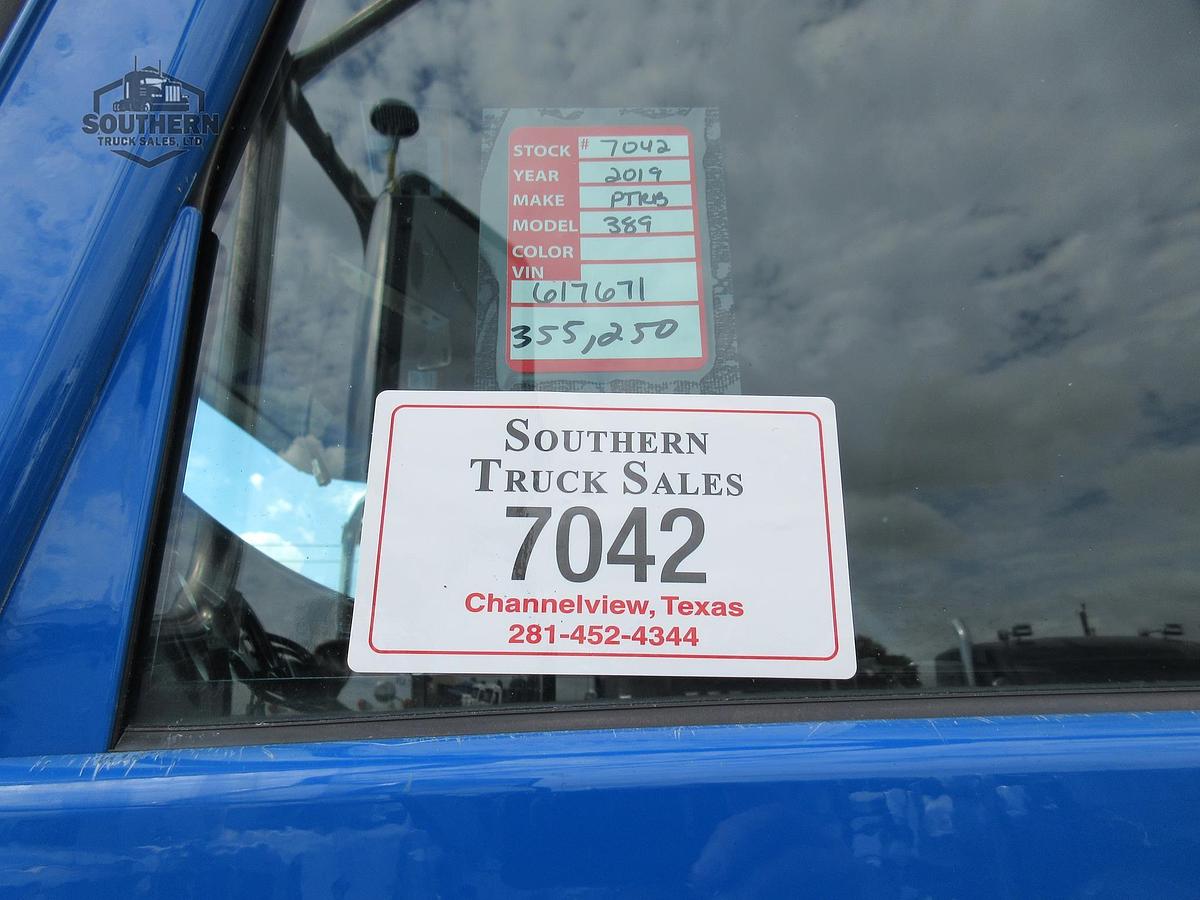 SOUTHERN
TRUCK SALES, LTD
STOCK # 7042
YEAR 2019
MAKE PTRB
MODEL 389
COLOR
VIN
617671
355,250
SOUTHERN
TRUCK SALES
7042
Channelview, Texas
281-452-4344